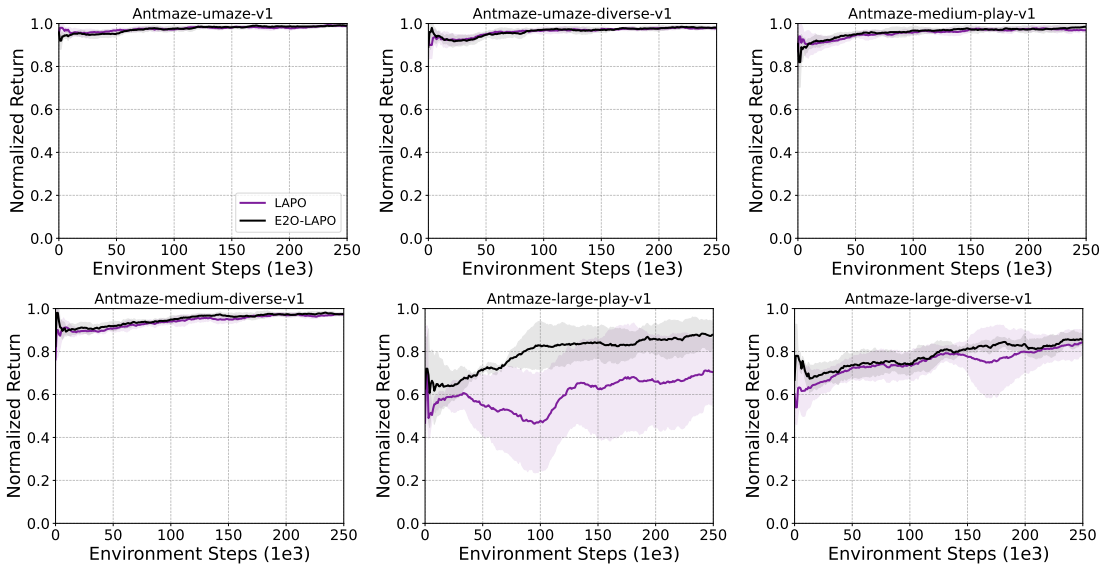 Antmaze-umaze-v1
Normalized Return
1.0
0.8
0.6
0.4
0.2
0.0
LAPO
E2O-LAPO
0 50 100 150 200 250
Environment Steps (1e3)
Antmaze-umaze-diverse-v1
Normalized Return
1.0
0.8
0.6
0.4
0.2
0.0
0 50 100 150 200 250
Environment Steps (1e3)
Antmaze-medium-play-v1
Normalized Return
1.0
0.8
0.6
0.4
0.2
0.0
0 50 100 150 200 250
Environment Steps (1e3)
Antmaze-medium-diverse-v1
Normalized Return
1.0
0.8
0.6
0.4
0.2
0.0
0 50 100 150 200 250
Environment Steps (1e3)
Antmaze-large-play-v1
Normalized Return
1.0
0.8
0.6
0.4
0.2
0.0
0 50 100 150 200 250
Environment Steps (1e3)
Antmaze-large-diverse-v1
Normalized Return
1.0
0.8
0.6
0.4
0.2
0.0
0 50 100 150 200 250
Environment Steps (1e3)